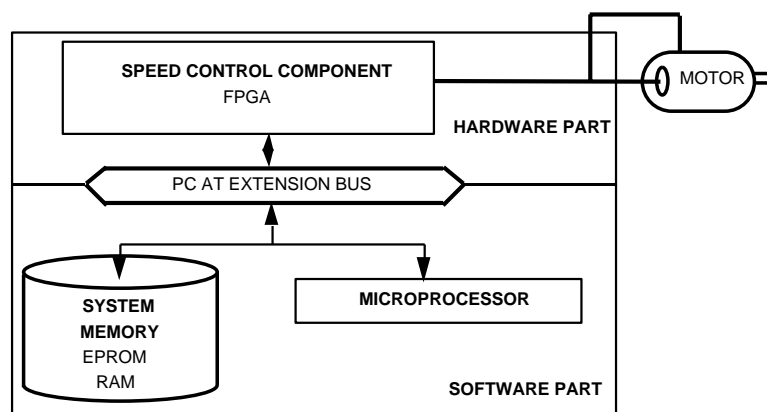 SPEED CONTROL COMPONENT
FPGA
MOTOR
HARDWARE PART
PC AT EXTENSION BUS
SYSTEM
MEMORY
EPROM
RAM
MICROPROCESSOR
SOFTWARE PART